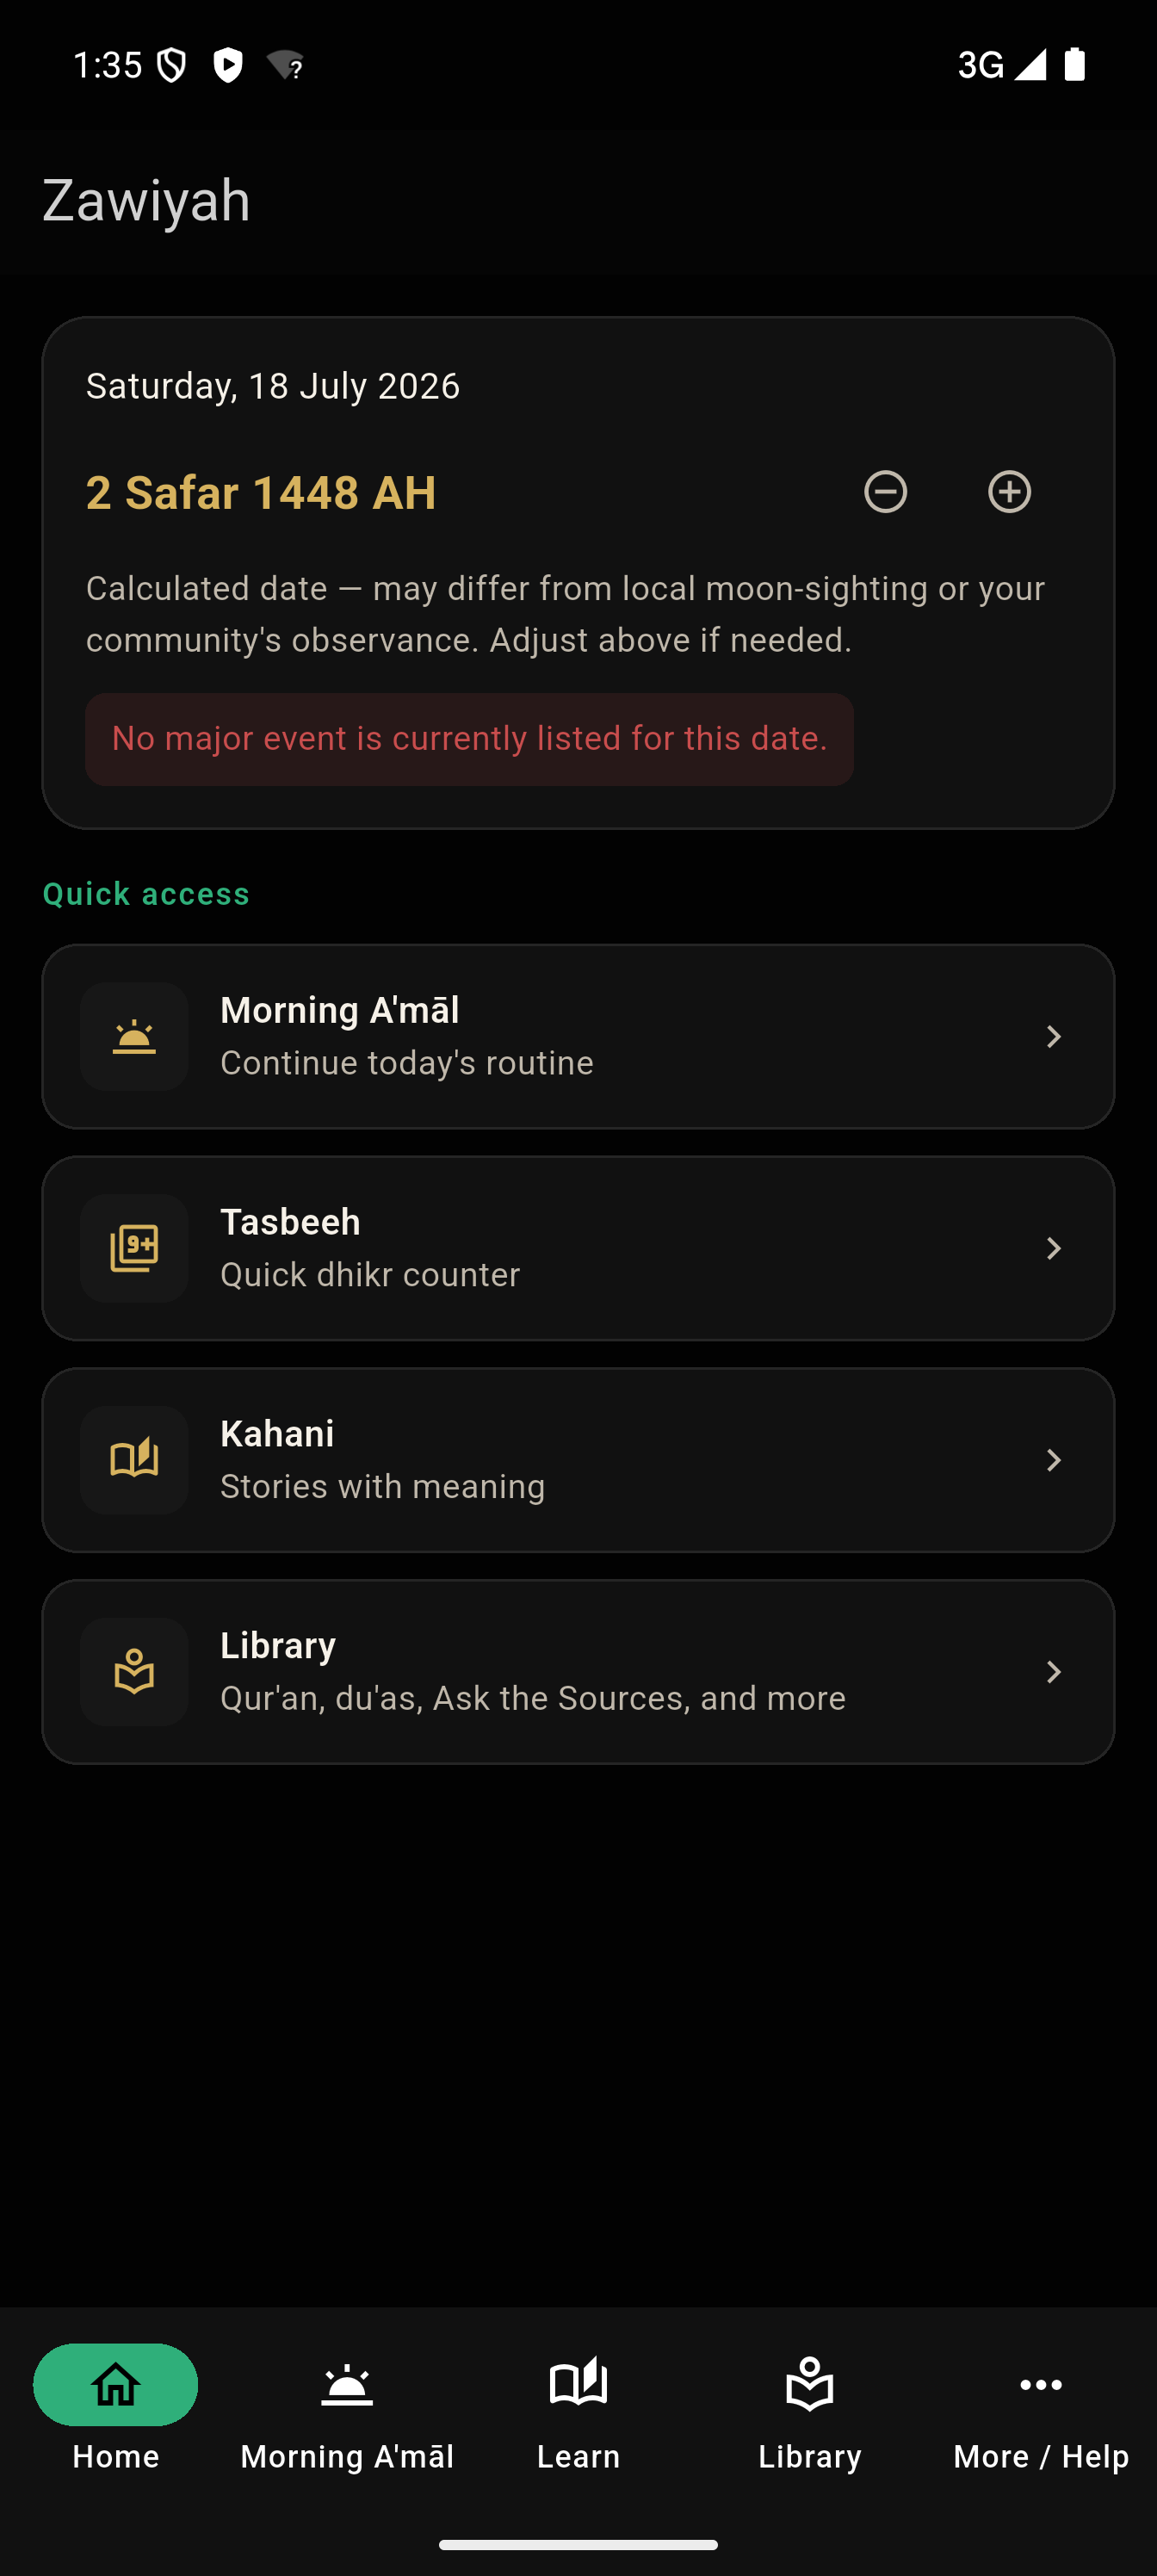 1:35
3G
Zawiyah
Saturday, 18 July 2026
2 Safar 1448 AH
Calculated date — may differ from local moon-sighting or your
community's observance. Adjust above if needed.
No major event is currently listed for this date.
Quick access
Morning A'māl
Continue today's routine
9+
Tasbeeh
Quick dhikr counter
Kahani
Stories with meaning
Library
Qur'an, du'as, Ask the Sources, and more
Home
Morning A'māl
Learn
Library
More / Help